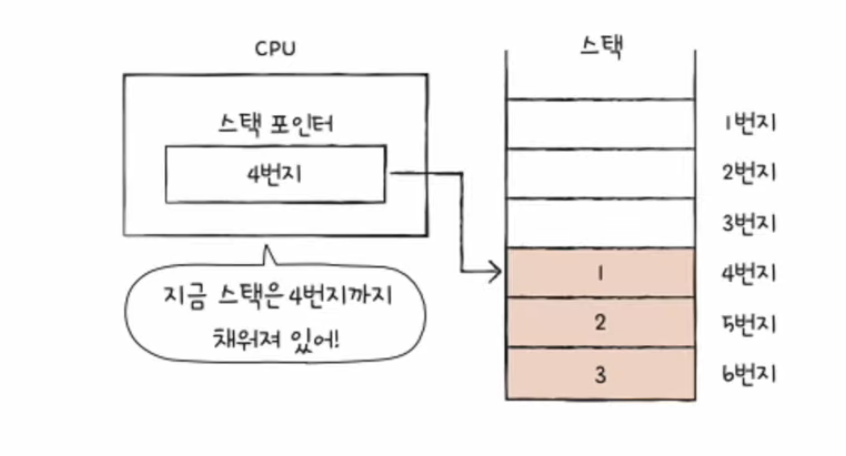 CPU
스택 포인터
4번지
지금 스택은 4번지까지
채워져 있어!
스택
1번지
2번지
3번지
1 4번지
2 5번지
3 6번지